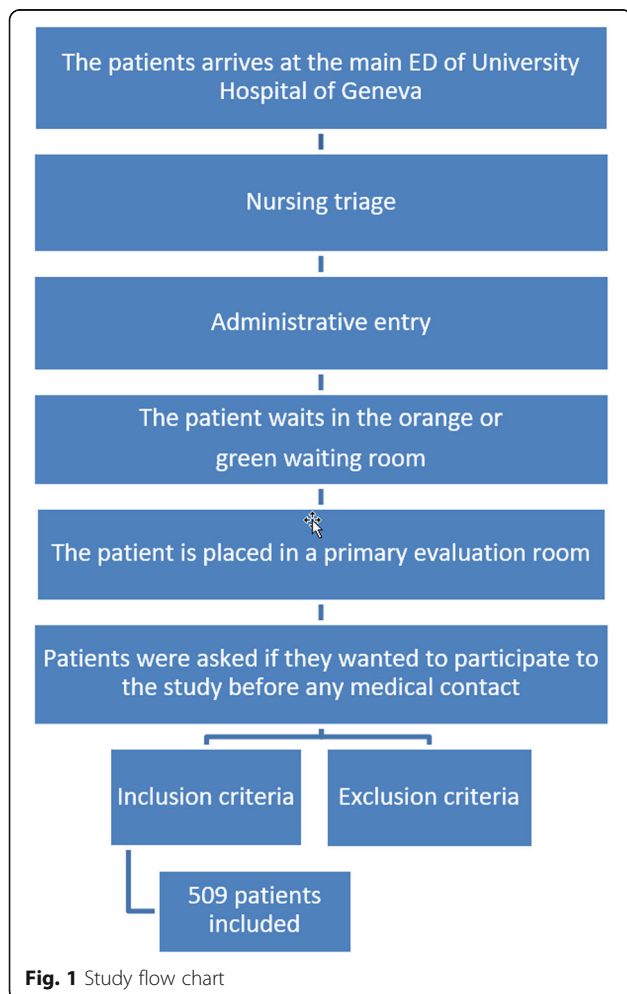 The patients arrives at the main ED of University
Hospital of Geneva
Nursing triage
Administrative entry
The patient waits in the orange or
green waiting room
The patient is placed in a primary evaluation room
Patients were asked if they wanted to participate to
the study before any medical contact
Inclusion criteria
Exclusion criteria
509 patients
included
Fig. 1 Study flow chart